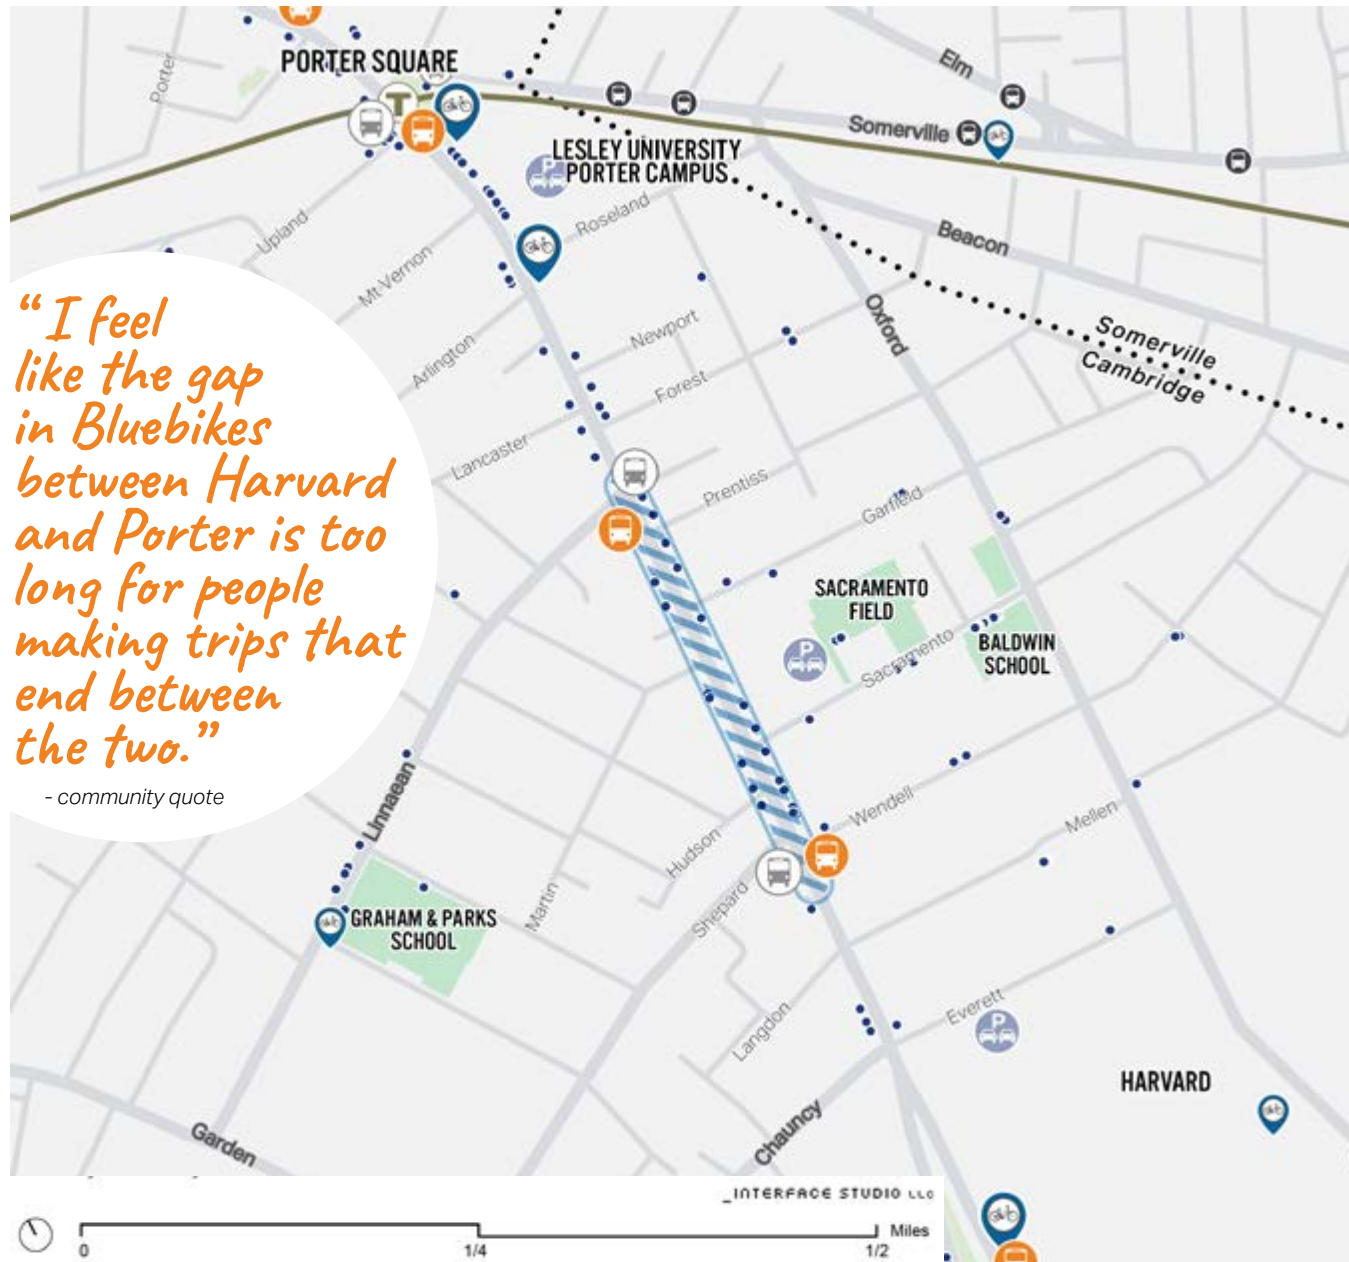 PORTER SQUARE
Porter
Elm
Somerville
LESLEY UNIVERSITY
PORTER CAMPUS
T
P
Upland
Roseland
Beacon
Mt-Vernon
“I feel
like the gap
in Bluebikes
between Harvard
and Porter is too
long for people
making trips that
end between
the two.”
- community quote
Arlington
Newport
Oxford
Somerville
Cambridge
Forest
Lancaster
Prentiss
Garfield
SACRAMENTO
FIELD
P
Sacramento
BALDWIN
SCHOOL
Linnaean
Hudson
Wendell
Mellen
Martin
Shepard
GRAHAM & PARKS
SCHOOL
Langdon
Everett
P
HARVARD
Garden
Chauncy
_INTERFACE STUDIO LLC
0
1/4
1/2
Miles